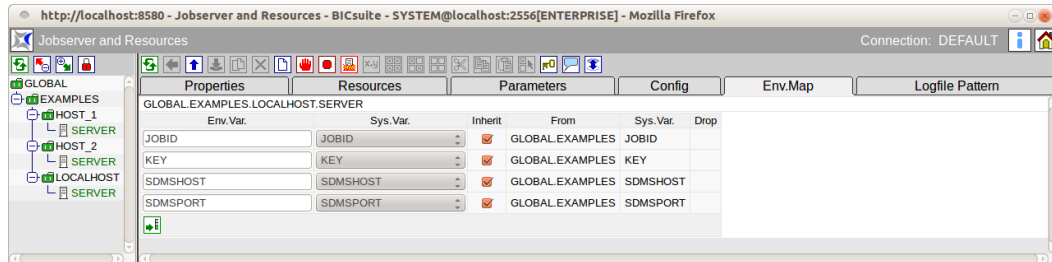 http://localhost:8580 - Jobserver and Resources - BICsuite - SYSTEM@localhost:2556[ENTERPRISE] - Mozilla Firefox
Jobserver and Resources
Connection: DEFAULT
GLOBAL
EXAMPLES
HOST_1
SERVER
HOST_2
SERVER
LOCALHOST
SERVER
Properties Resources Parameters Config Env.Map Logfile Pattern
GLOBAL.EXAMPLES.LOCALHOST.SERVER
Env.Var. Sys.Var. Inherit From Sys.Var. Drop
JOBID JOBID GLOBAL.EXAMPLES JOBID
KEY KEY GLOBAL.EXAMPLES KEY
SDMSHOST SDMSHOST GLOBAL.EXAMPLES SDMSHOST
SDMSPORT SDMSPORT GLOBAL.EXAMPLES SDMSPORT